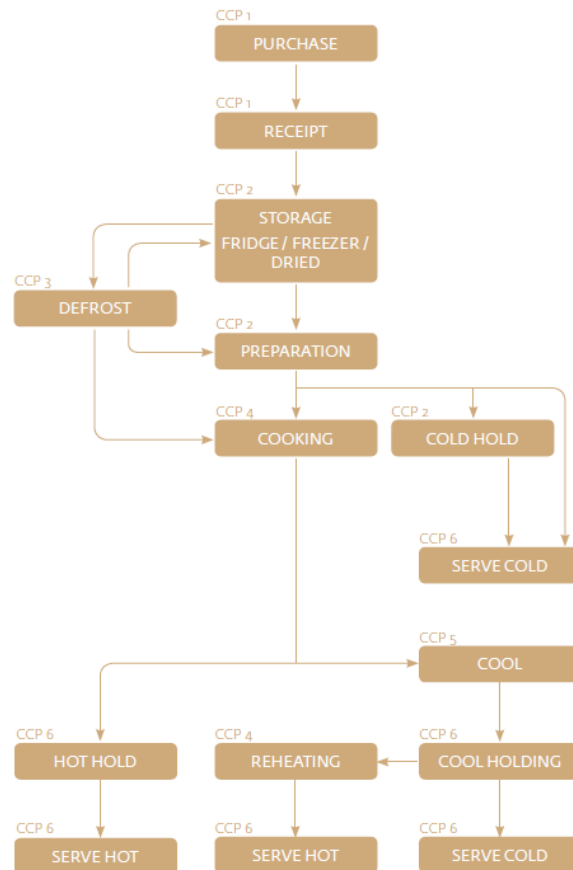 CCP 1
PURCHASE
CCP 1
RECEIPT
CCP 2
STORAGE
FRIDGE / FREEZER /
DRIED
CCP 3
DEFROST
CCP 2
PREPARATION
CCP 4
COOKING
CCP 2
COLD HOLD
CCP 6
SERVE COLD
CCP 5
COOL
CCP 6
HOT HOLD
CCP 4
REHEATING
CCP 6
COOL HOLDING
CCP 6
SERVE HOT
CCP 6
SERVE HOT
CCP 6
SERVE COLD